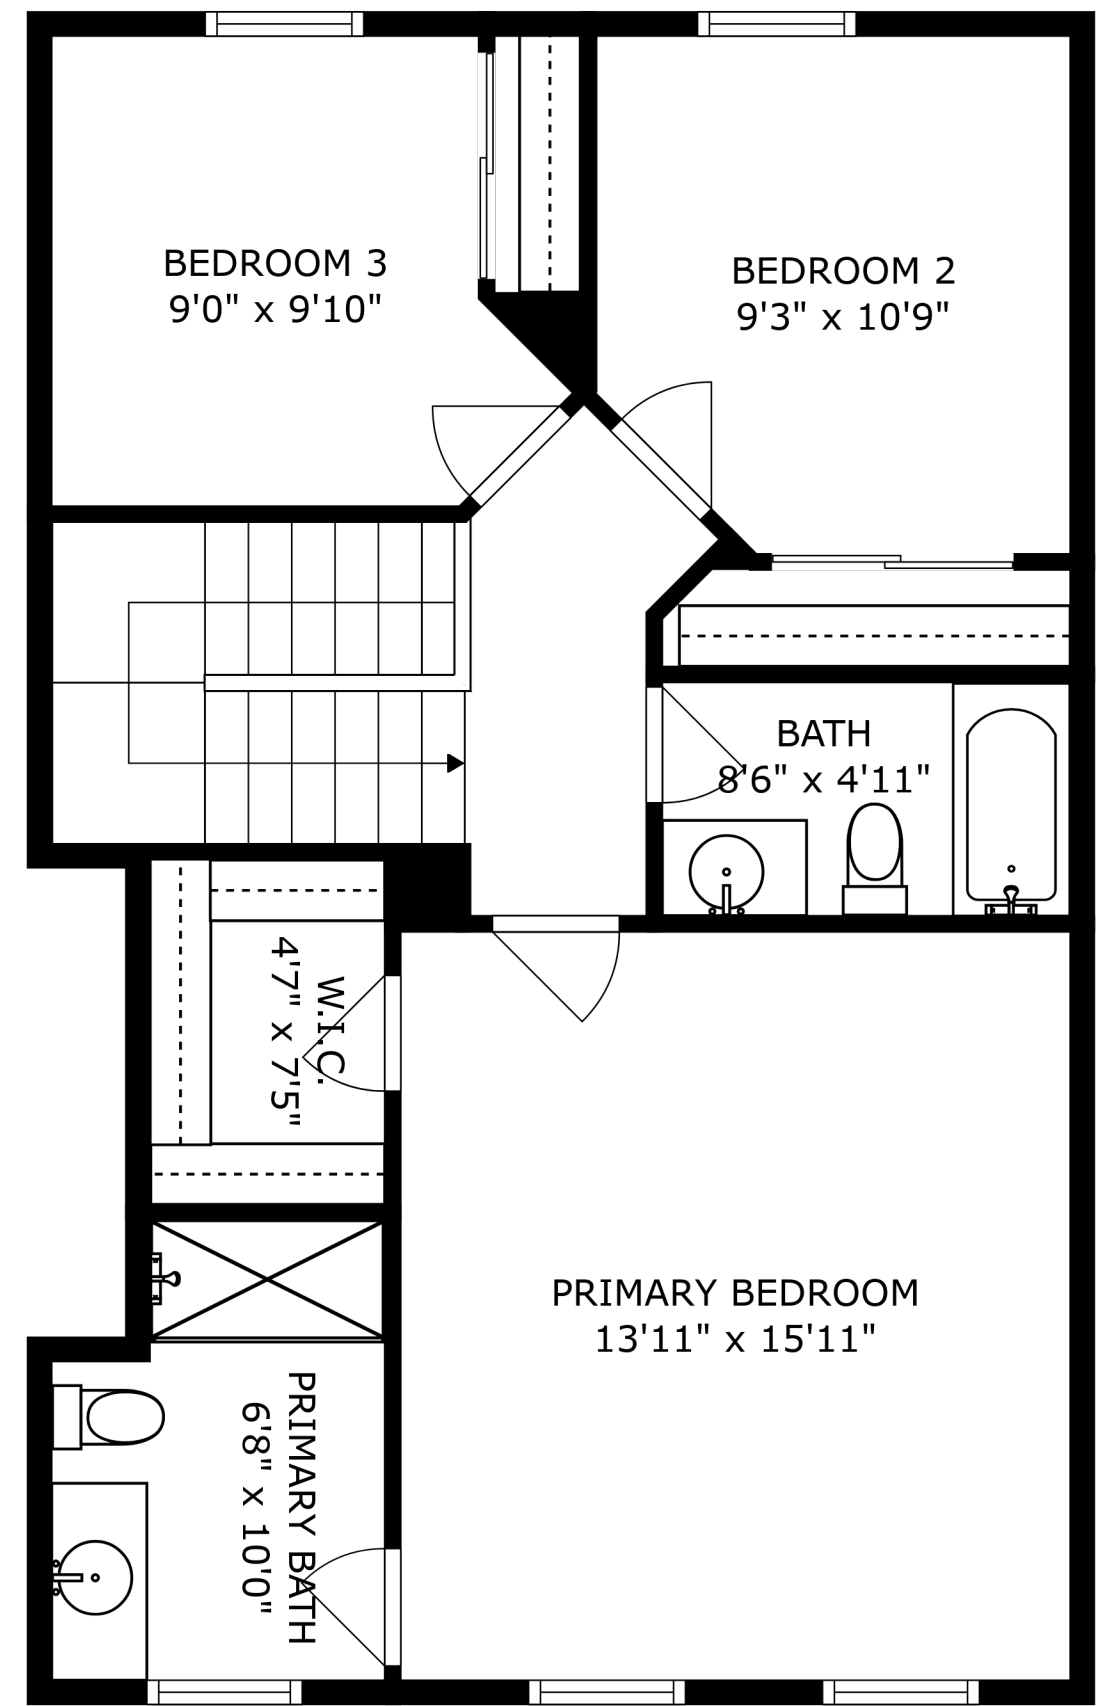 BEDROOM 3
9'0" x 9'10"
BEDROOM 2
9'3" x 10'9"
BATH
8'6" x 4'11"
W.I.C.
4'7" x 7'5"
PRIMARY BEDROOM
13'11" x 15'11"
PRIMARY BATH
6'8" x 10'0"